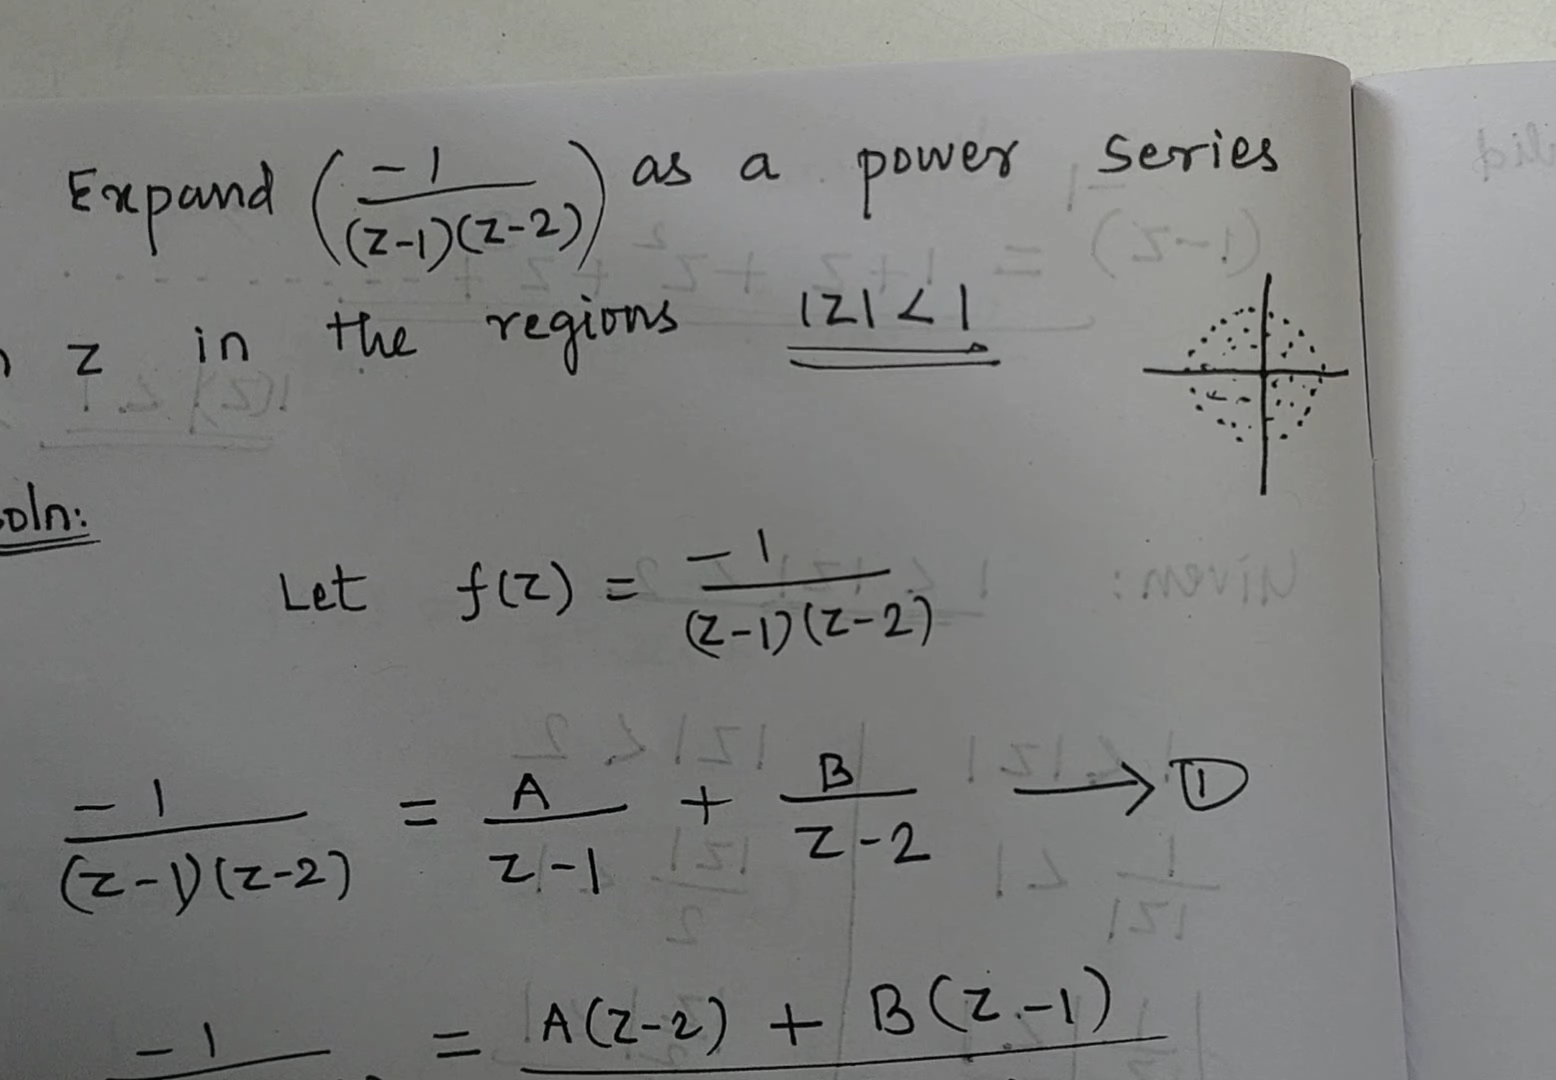 Expand (-1/((z-1)(z-2))) as a power series
z in the regions |z| < 1
oln:
Let f(z) = -1/((z-1)(z-2))
-1/((z-1)(z-2)) = A/(z-1) + B/(z-2) → ①
-1 = A(z-2) + B(z-1)